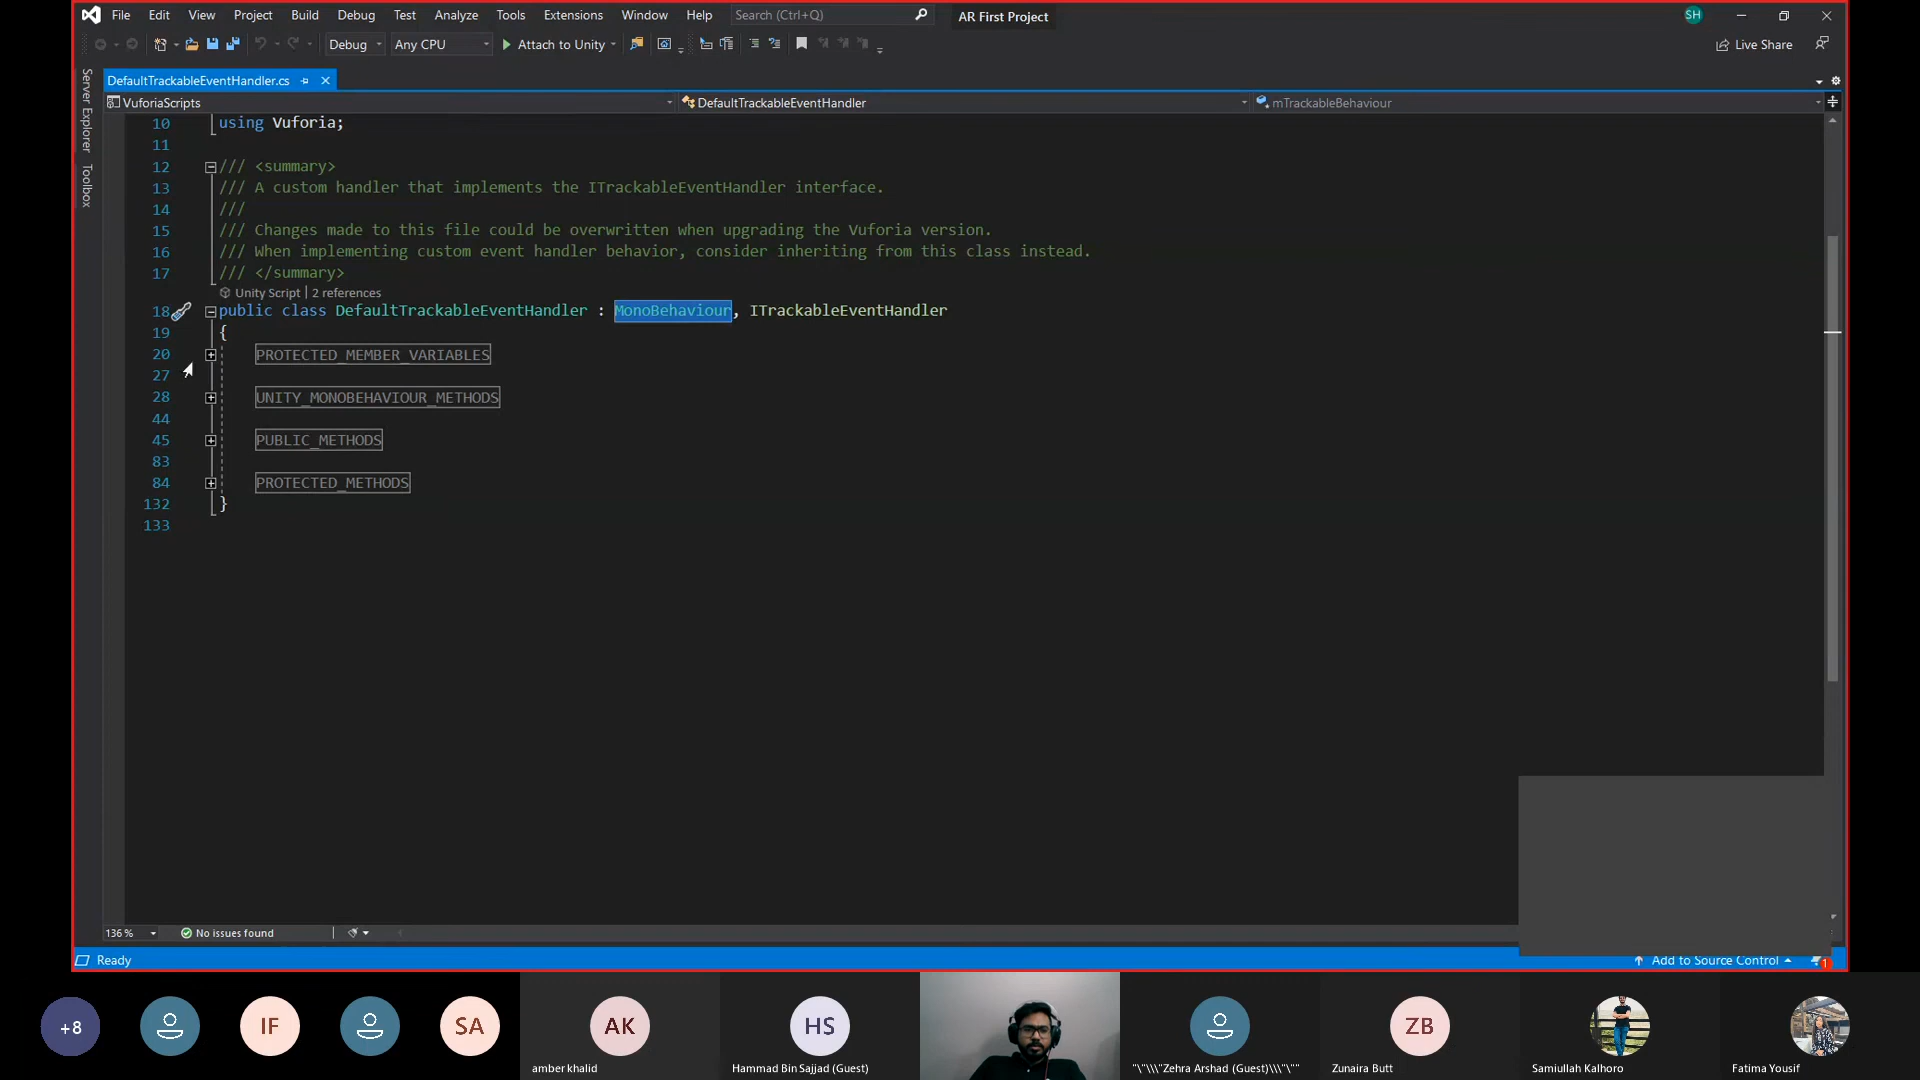 File Edit View Project Build Debug Test Analyze Tools Extensions Window Help Search (Ctrl+Q) AR First Project SH
Debug Any CPU Attach to Unity Live Share
Server Explorer
Toolbox
DefaultTrackableEventHandler.cs
VuforiaScripts DefaultTrackableEventHandler mTrackableBehaviour
10 using Vuforia;
11
12 /// <summary>
13 /// A custom handler that implements the ITrackableEventHandler interface.
14 ///
15 /// Changes made to this file could be overwritten when upgrading the Vuforia version.
16 /// When implementing custom event handler behavior, consider inheriting from this class instead.
17 /// </summary>
Unity Script | 2 references
18 public class DefaultTrackableEventHandler : MonoBehaviour, ITrackableEventHandler
19 {
20 PROTECTED_MEMBER_VARIABLES
27
28 UNITY_MONOBEHAVIOUR_METHODS
44
45 PUBLIC_METHODS
83
84 PROTECTED_METHODS
132 }
133
136 % No issues found
Ready Add to Source Control 1
+8 IF SA AK HS ZB
amber khalid Hammad Bin Sajjad (Guest) "\"\\\"Zehra Arshad (Guest)\\\"\"" Zunaira Butt Samiullah Kalhoro Fatima Yousif